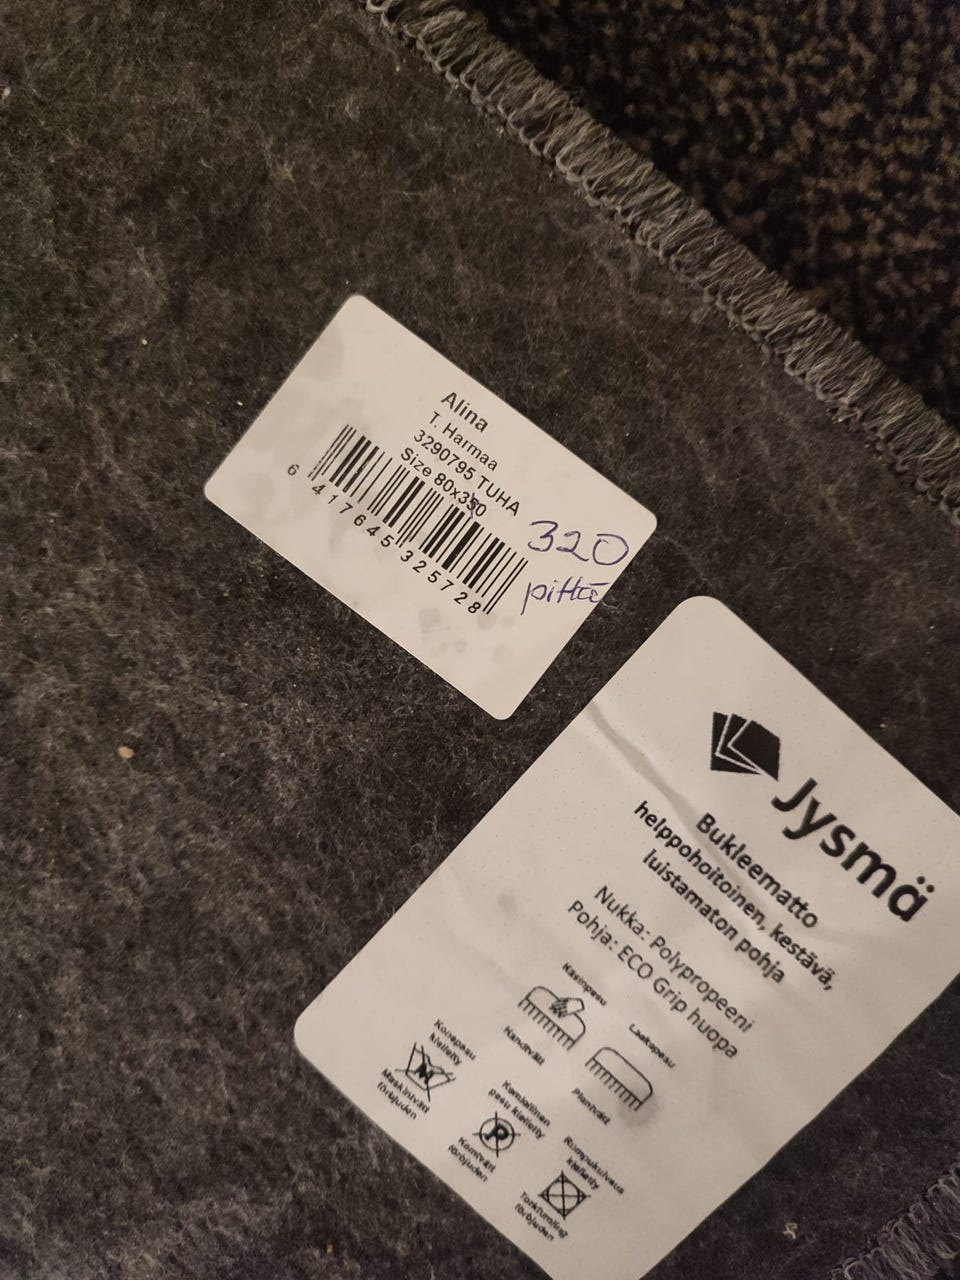 Alina
T. Harmaa
3290795 TUHA
Size 80x350
6 417645 325728
320
pittä
Jysmä
Bukleematto
helppohoitoinen, kestävä,
luistamaton pohja
Nukka: Polypropeeni
Pohja: ECO Grip huopa
Käsinpesu
Handtvätt
Laakapesu
Plantvätt
Konepesu
kielletty
Maskintvätt
förbjuden
Kemiallinen
pesu kielletty
P
Kemtvätt
förbjuden
Rumpukuivaus
kielletty
Torktumling
förbjuden